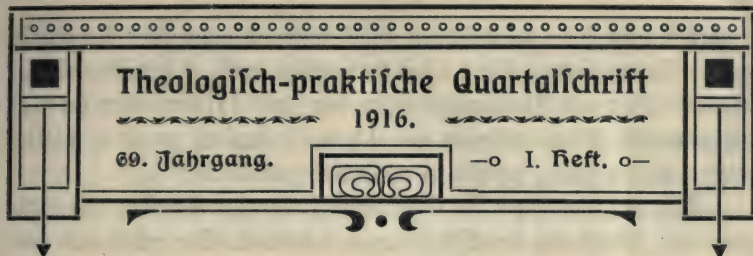 Theologiſch-praktiſche Quartalſchrift
1916.
69. Jahrgang.
I. Heft.